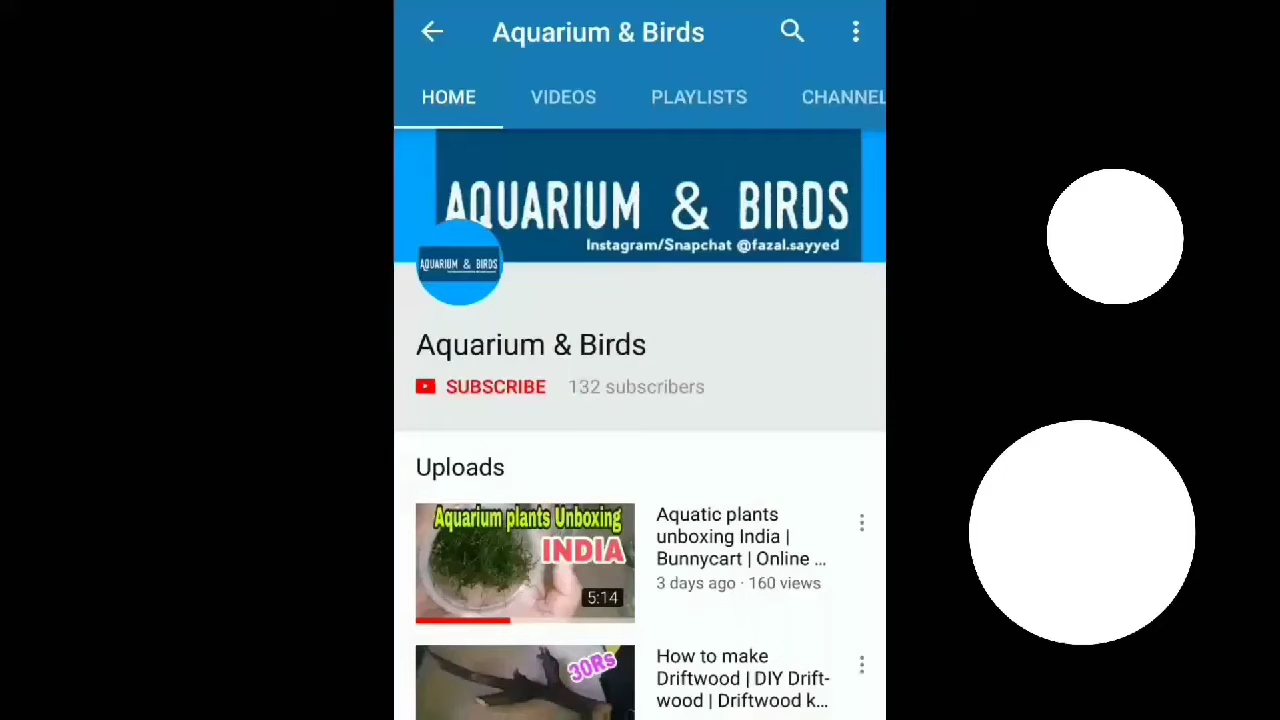 Aquarium & Birds
HOME VIDEOS PLAYLISTS CHANNEL
AQUARIUM & BIRDS
Instagram/Snapchat @fazal.sayyed
AQUARIUM & BIRDS
Aquarium & Birds
SUBSCRIBE 132 subscribers
Uploads
Aquarium plants Unboxing
INDIA
5:14
Aquatic plants
unboxing India |
Bunnycart | Online ...
3 days ago · 160 views
30Rs
How to make
Driftwood | DIY Drift-
wood | Driftwood k...